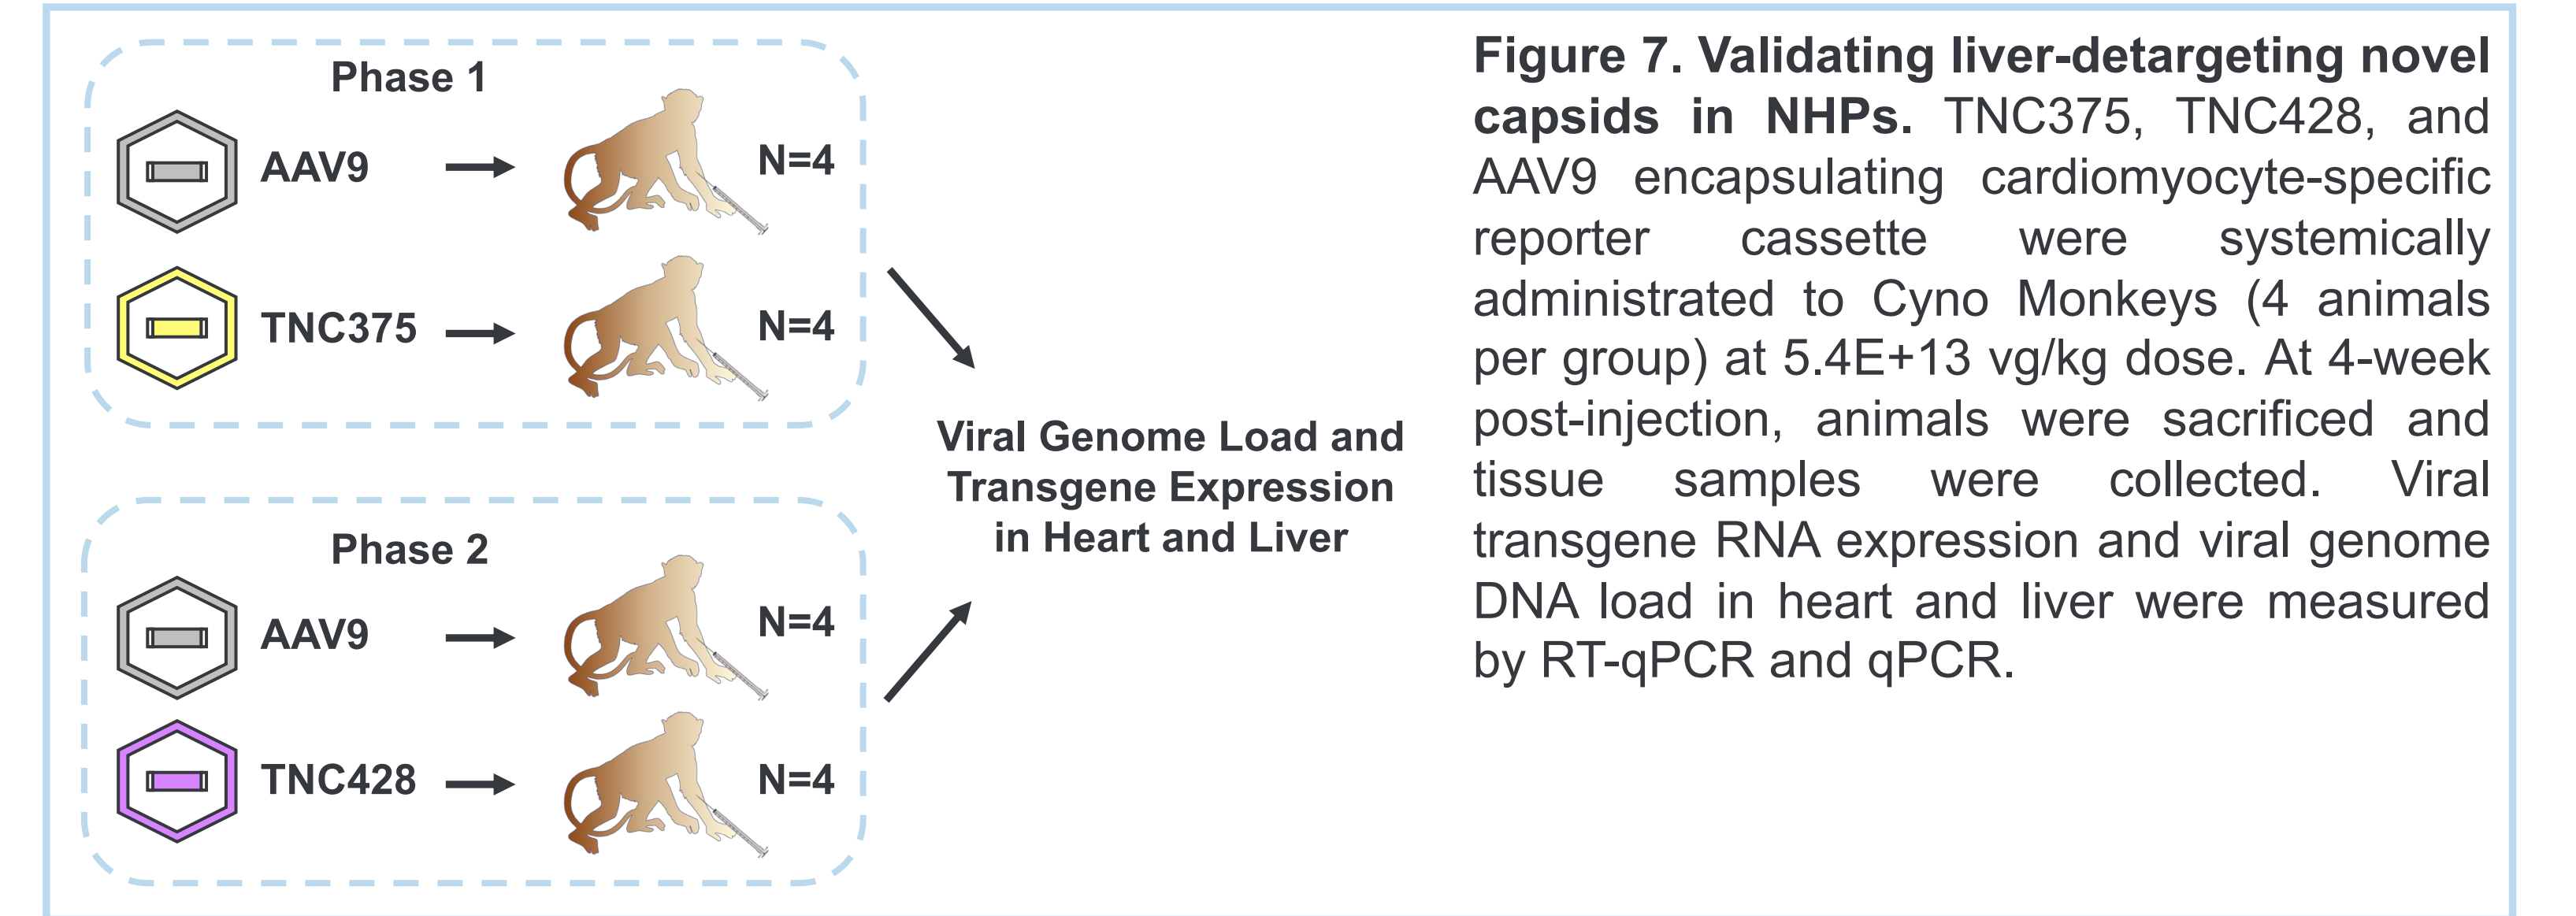 Phase 1
AAV9
N=4
TNC375
N=4
Phase 2
AAV9
N=4
TNC428
N=4
Viral Genome Load and
Transgene Expression
in Heart and Liver
Figure 7. Validating liver-detargeting novel
capsids in NHPs. TNC375, TNC428, and
AAV9 encapsulating cardiomyocyte-specific
reporter cassette were systemically
administrated to Cyno Monkeys (4 animals
per group) at 5.4E+13 vg/kg dose. At 4-week
post-injection, animals were sacrificed and
tissue samples were collected. Viral
transgene RNA expression and viral genome
DNA load in heart and liver were measured
by RT-qPCR and qPCR.